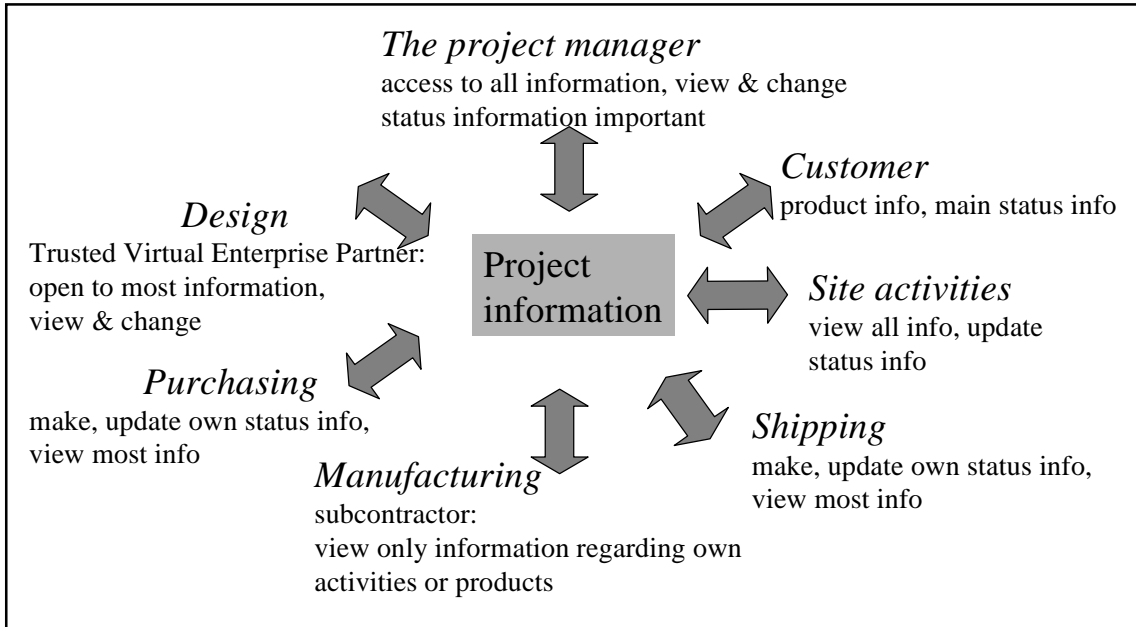 The project manager
access to all information, view & change
status information important
Customer
product info, main status info
Design
Trusted Virtual Enterprise Partner:
open to most information,
view & change
Project
information
Site activities
view all info, update
status info
Purchasing
make, update own status info,
view most info
Shipping
make, update own status info,
view most info
Manufacturing
subcontractor:
view only information regarding own
activities or products